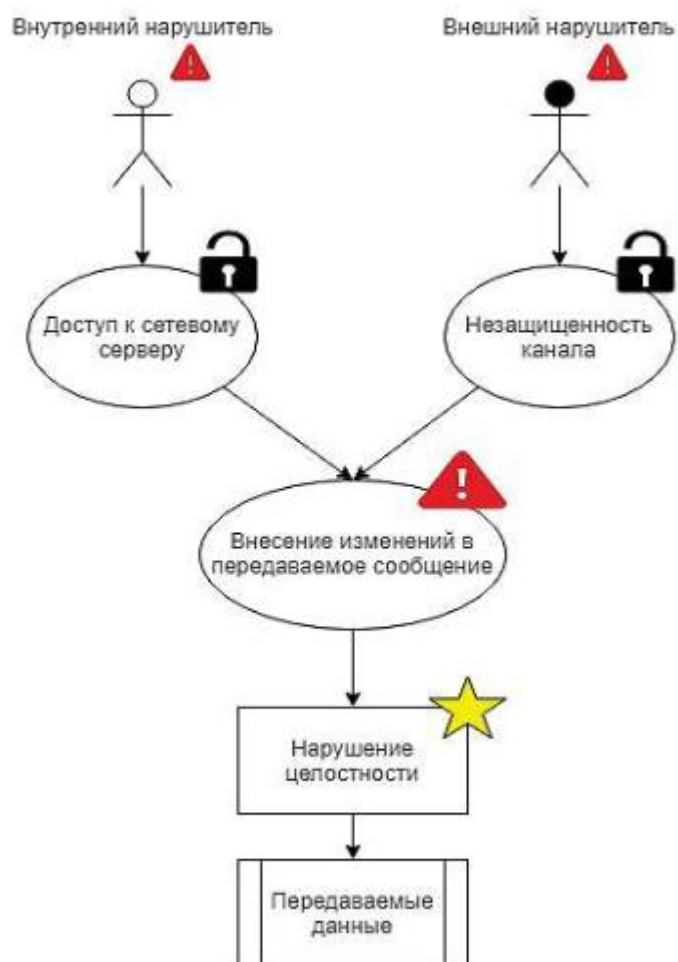 Внутренний нарушитель
Внешний нарушитель
Доступ к сетевому
серверу
Незащищенность
канала
Внесение изменений в
передаваемое сообщение
Нарушение
целостности
Передаваемые
данные